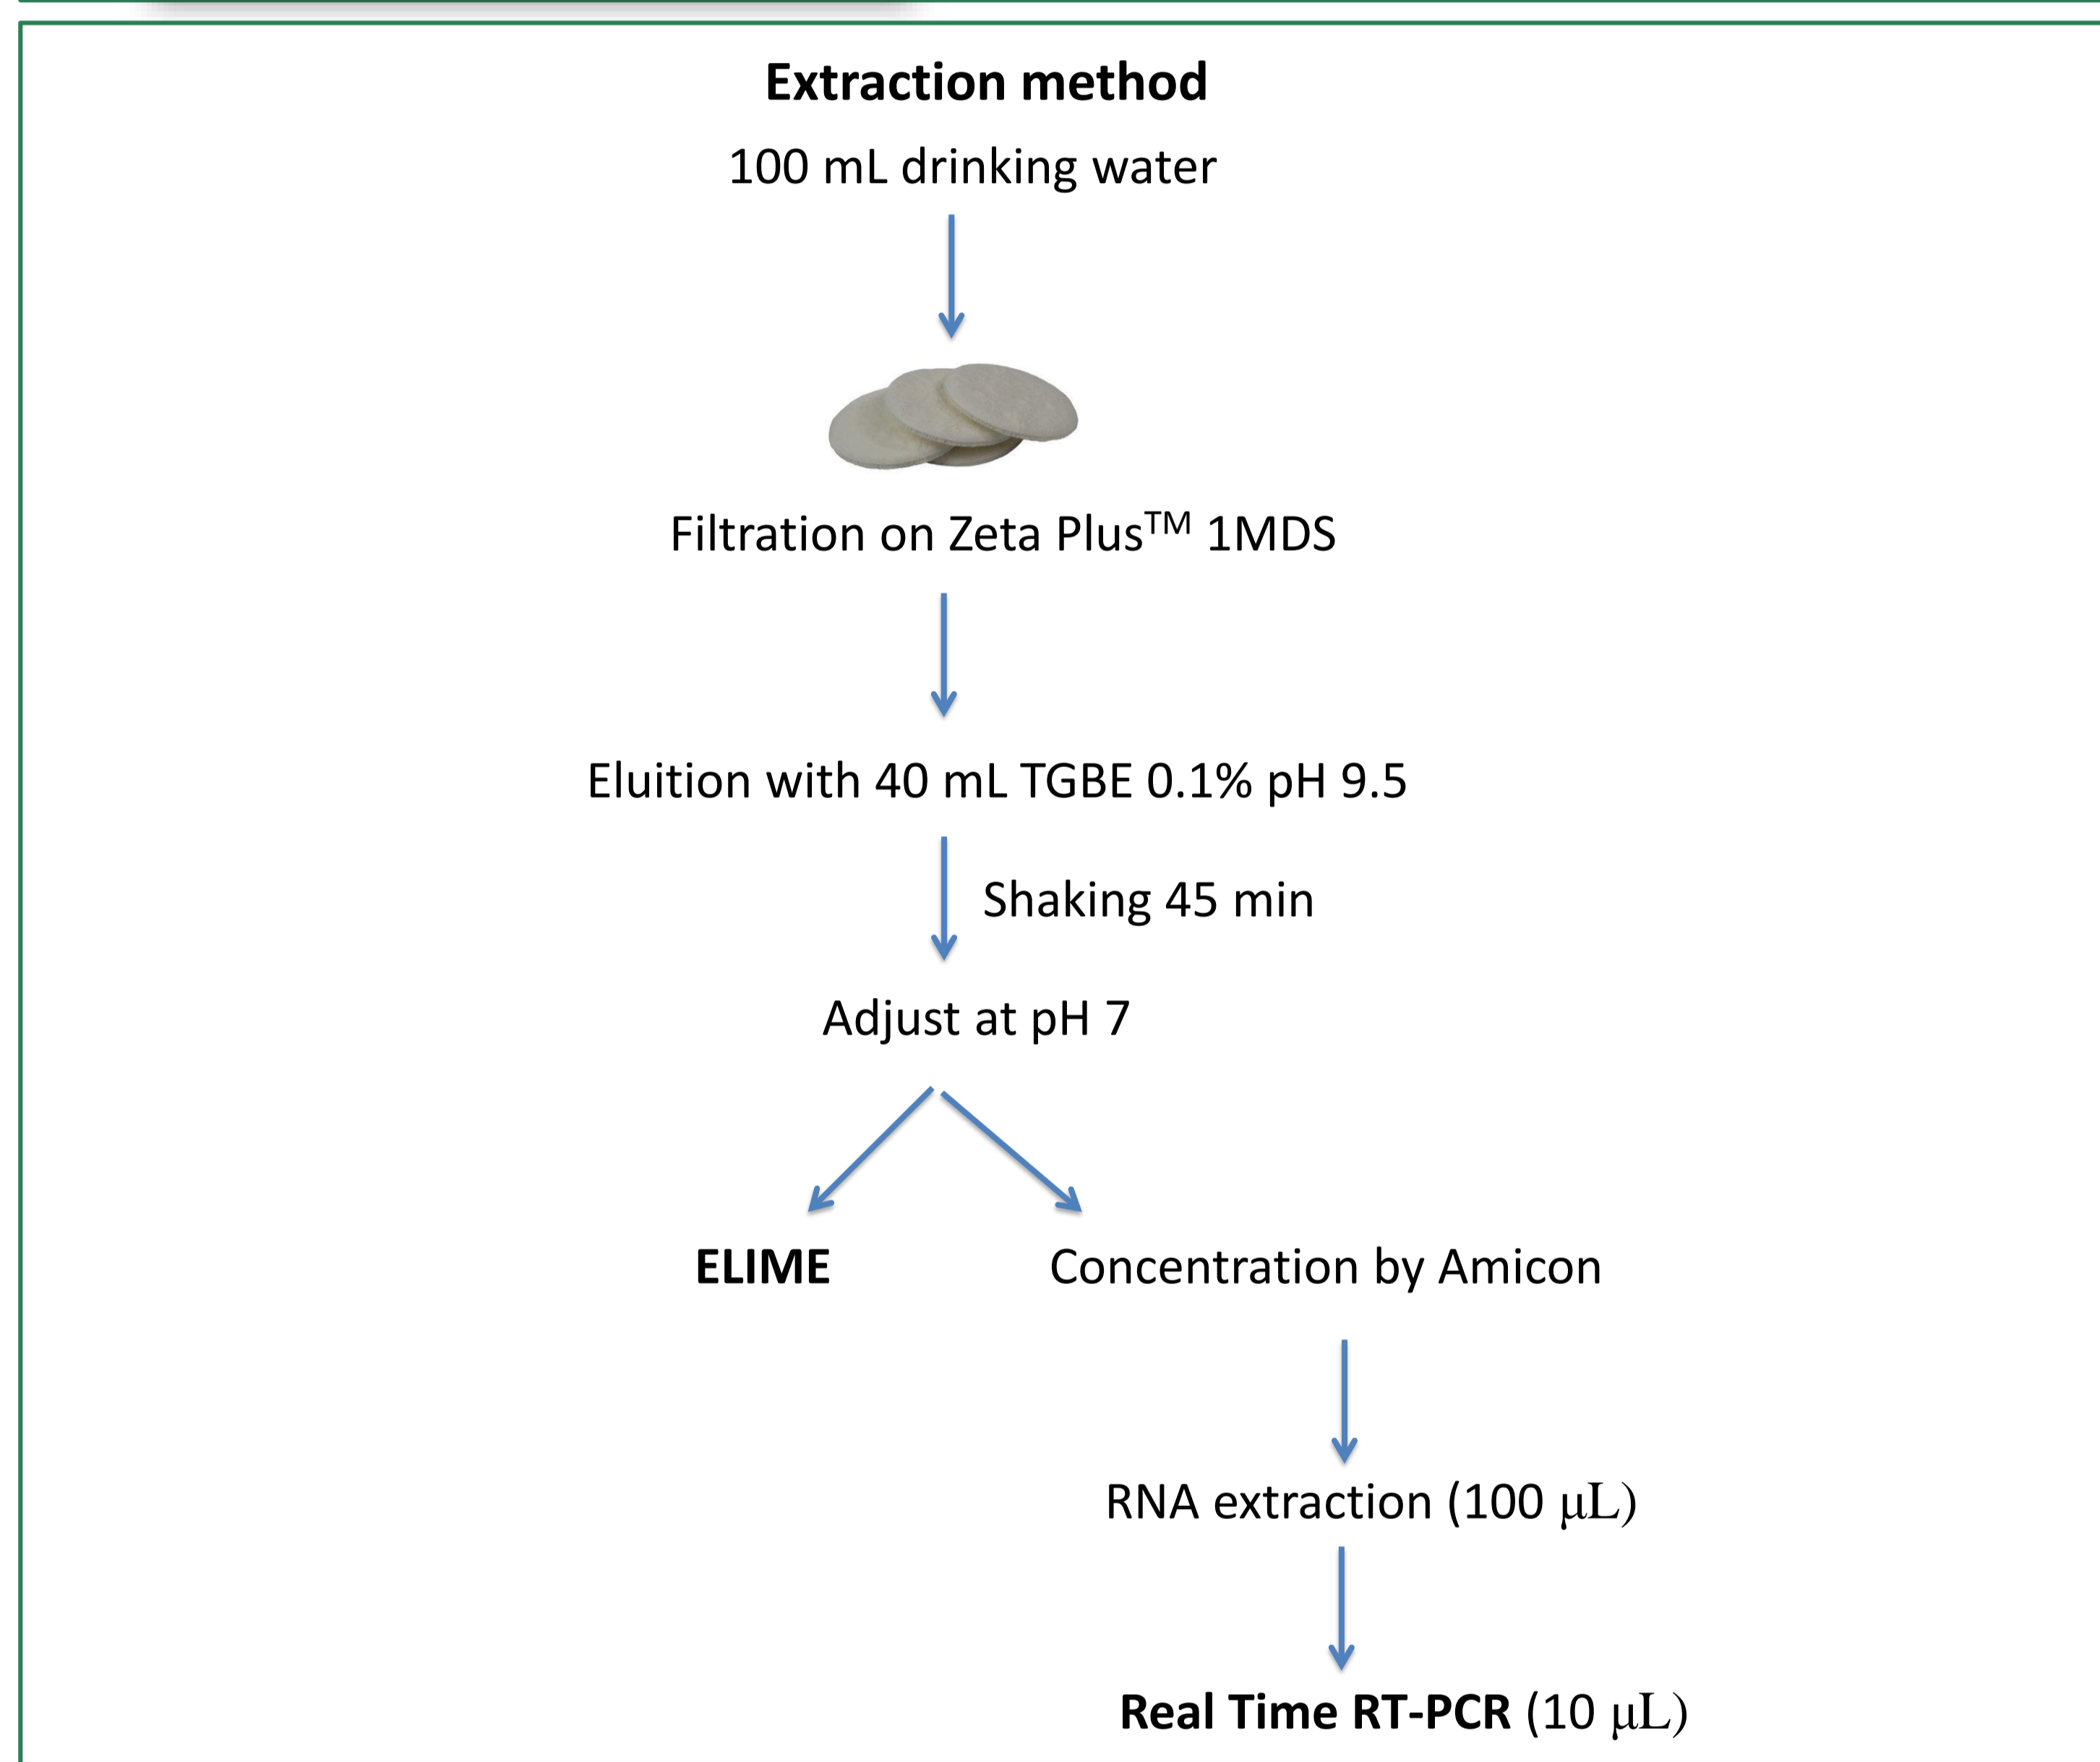 Extraction method
100 mL drinking water
Filtration on Zeta Plus™ 1MDS
Eluition with 40 mL TGBE 0.1% pH 9.5
Shaking 45 min
Adjust at pH 7
ELIME
Concentration by Amicon
RNA extraction (100 µL)
Real Time RT-PCR (10 µL)